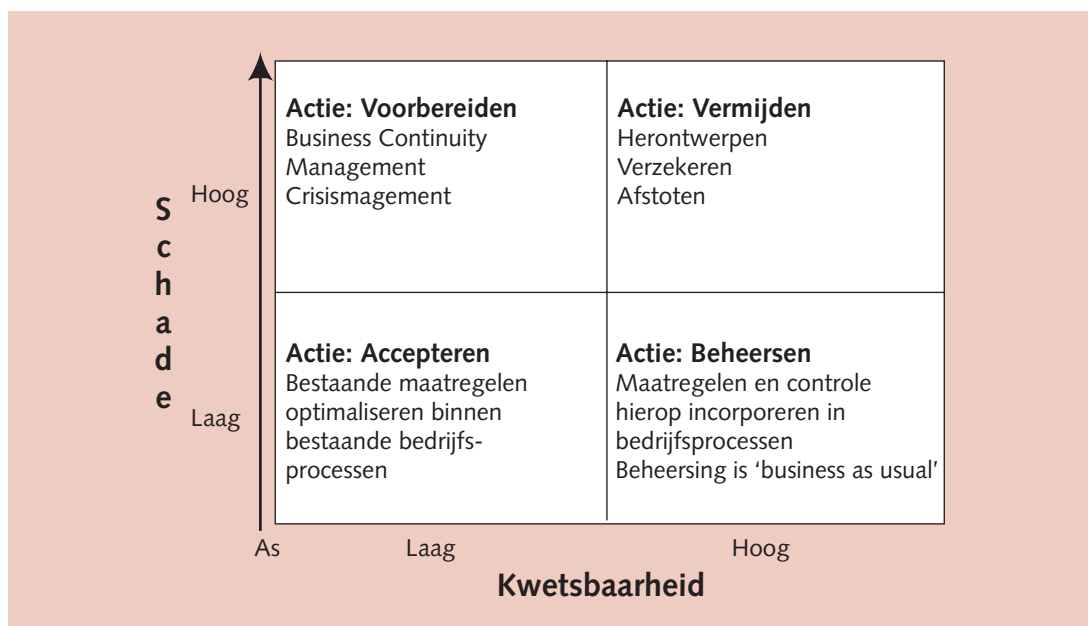 Actie: Voorbereiden
Business Continuity
Management
Crisismagement
Actie: Vermijden
Herontwerpen
Verzekeren
Afstoten
Schade
Hoog
Laag
Actie: Accepteren
Bestaande maatregelen
optimaliseren binnen
bestaande bedrijfs-
processen
Actie: Beheersen
Maatregelen en controle
hierop incorporeren in
bedrijfsprocessen
Beheersing is ‘business as usual’
As
Laag
Hoog
Kwetsbaarheid